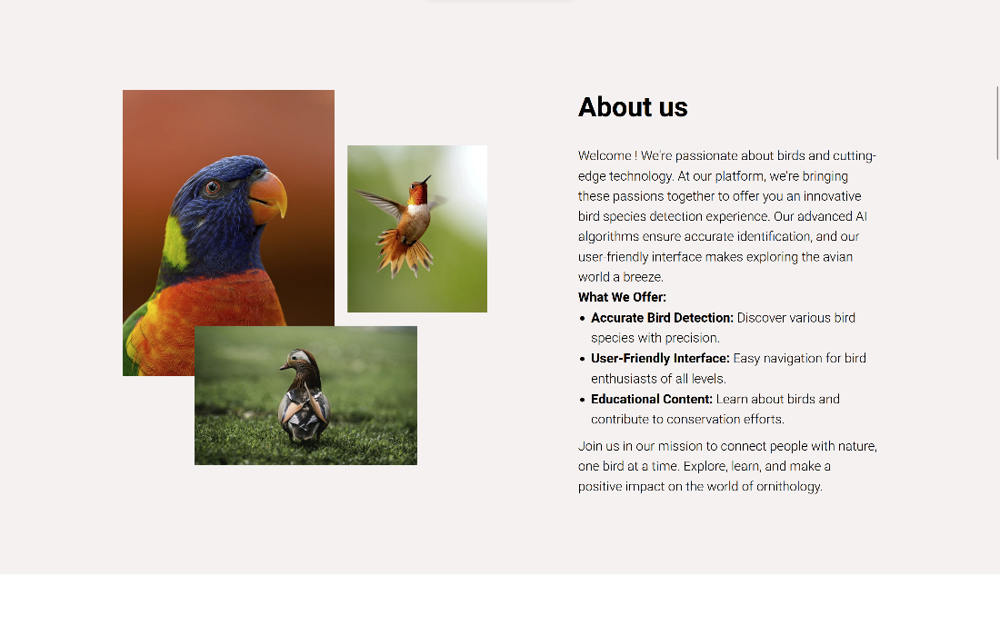 About us
Welcome ! We're passionate about birds and cutting-
edge technology. At our platform, we're bringing
these passions together to offer you an innovative
bird species detection experience. Our advanced AI
algorithms ensure accurate identification, and our
user-friendly interface makes exploring the avian
world a breeze.
What We Offer:
• Accurate Bird Detection: Discover various bird
species with precision.
• User-Friendly Interface: Easy navigation for bird
enthusiasts of all levels.
• Educational Content: Learn about birds and
contribute to conservation efforts.
Join us in our mission to connect people with nature,
one bird at a time. Explore, learn, and make a
positive impact on the world of ornithology.